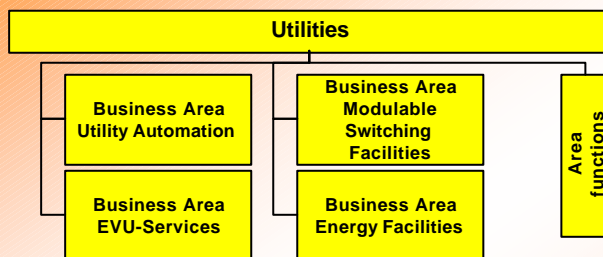 Utilities
Business Area
Utility Automation
Business Area
Modulable
Switching
Facilities
Area
functions
Business Area
EVU-Services
Business Area
Energy Facilities